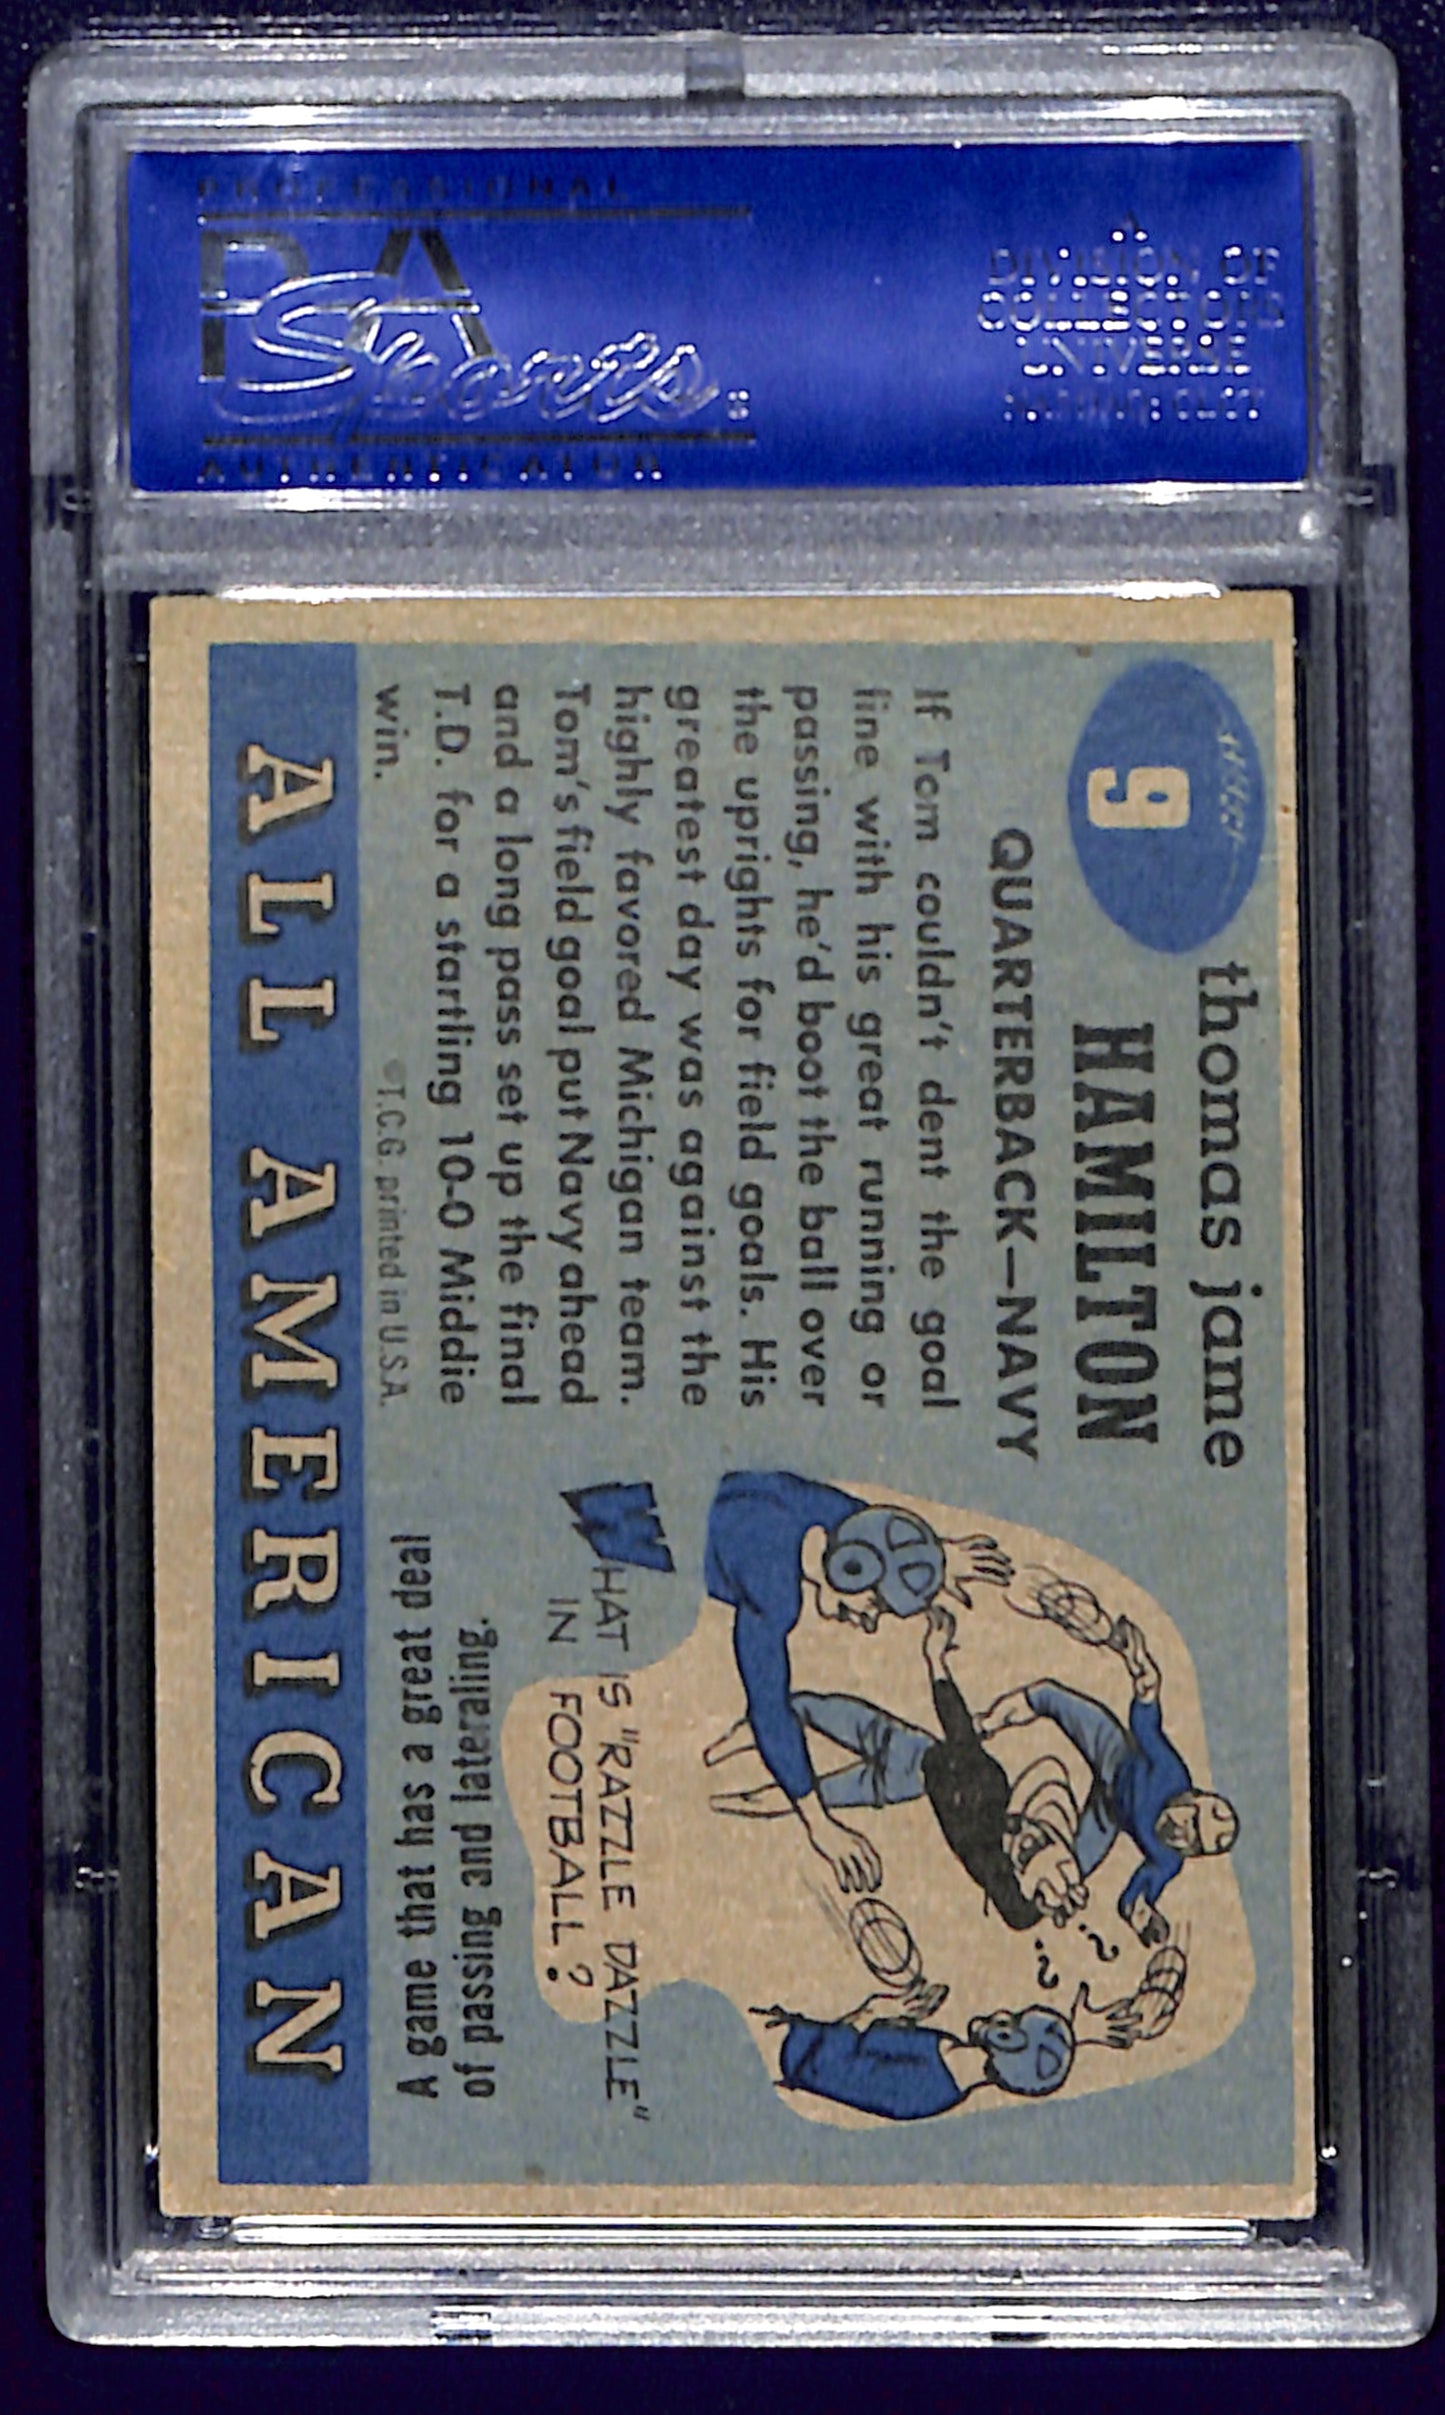 PROFESSIONAL
PSA
Sports
AUTHENTICATOR
A
DIVISION OF
COLLECTORS
UNIVERSE
NASDAQ: CLCT
9
thomas jame
HAMILTON
QUARTERBACK—NAVY
If Tom couldn't dent the goal
line with his great running or
passing, he'd boot the ball over
the uprights for field goals. His
greatest day was against the
highly favored Michigan team.
Tom's field goal put Navy ahead
and a long pass set up the final
T.D. for a startling 10-0 Middie
win.
©T.C.G. printed in U.S.A.
WHAT IS "RAZZLE DAZZLE"
IN FOOTBALL?
A game that has a great deal
of passing and lateraling.
ALL AMERICAN